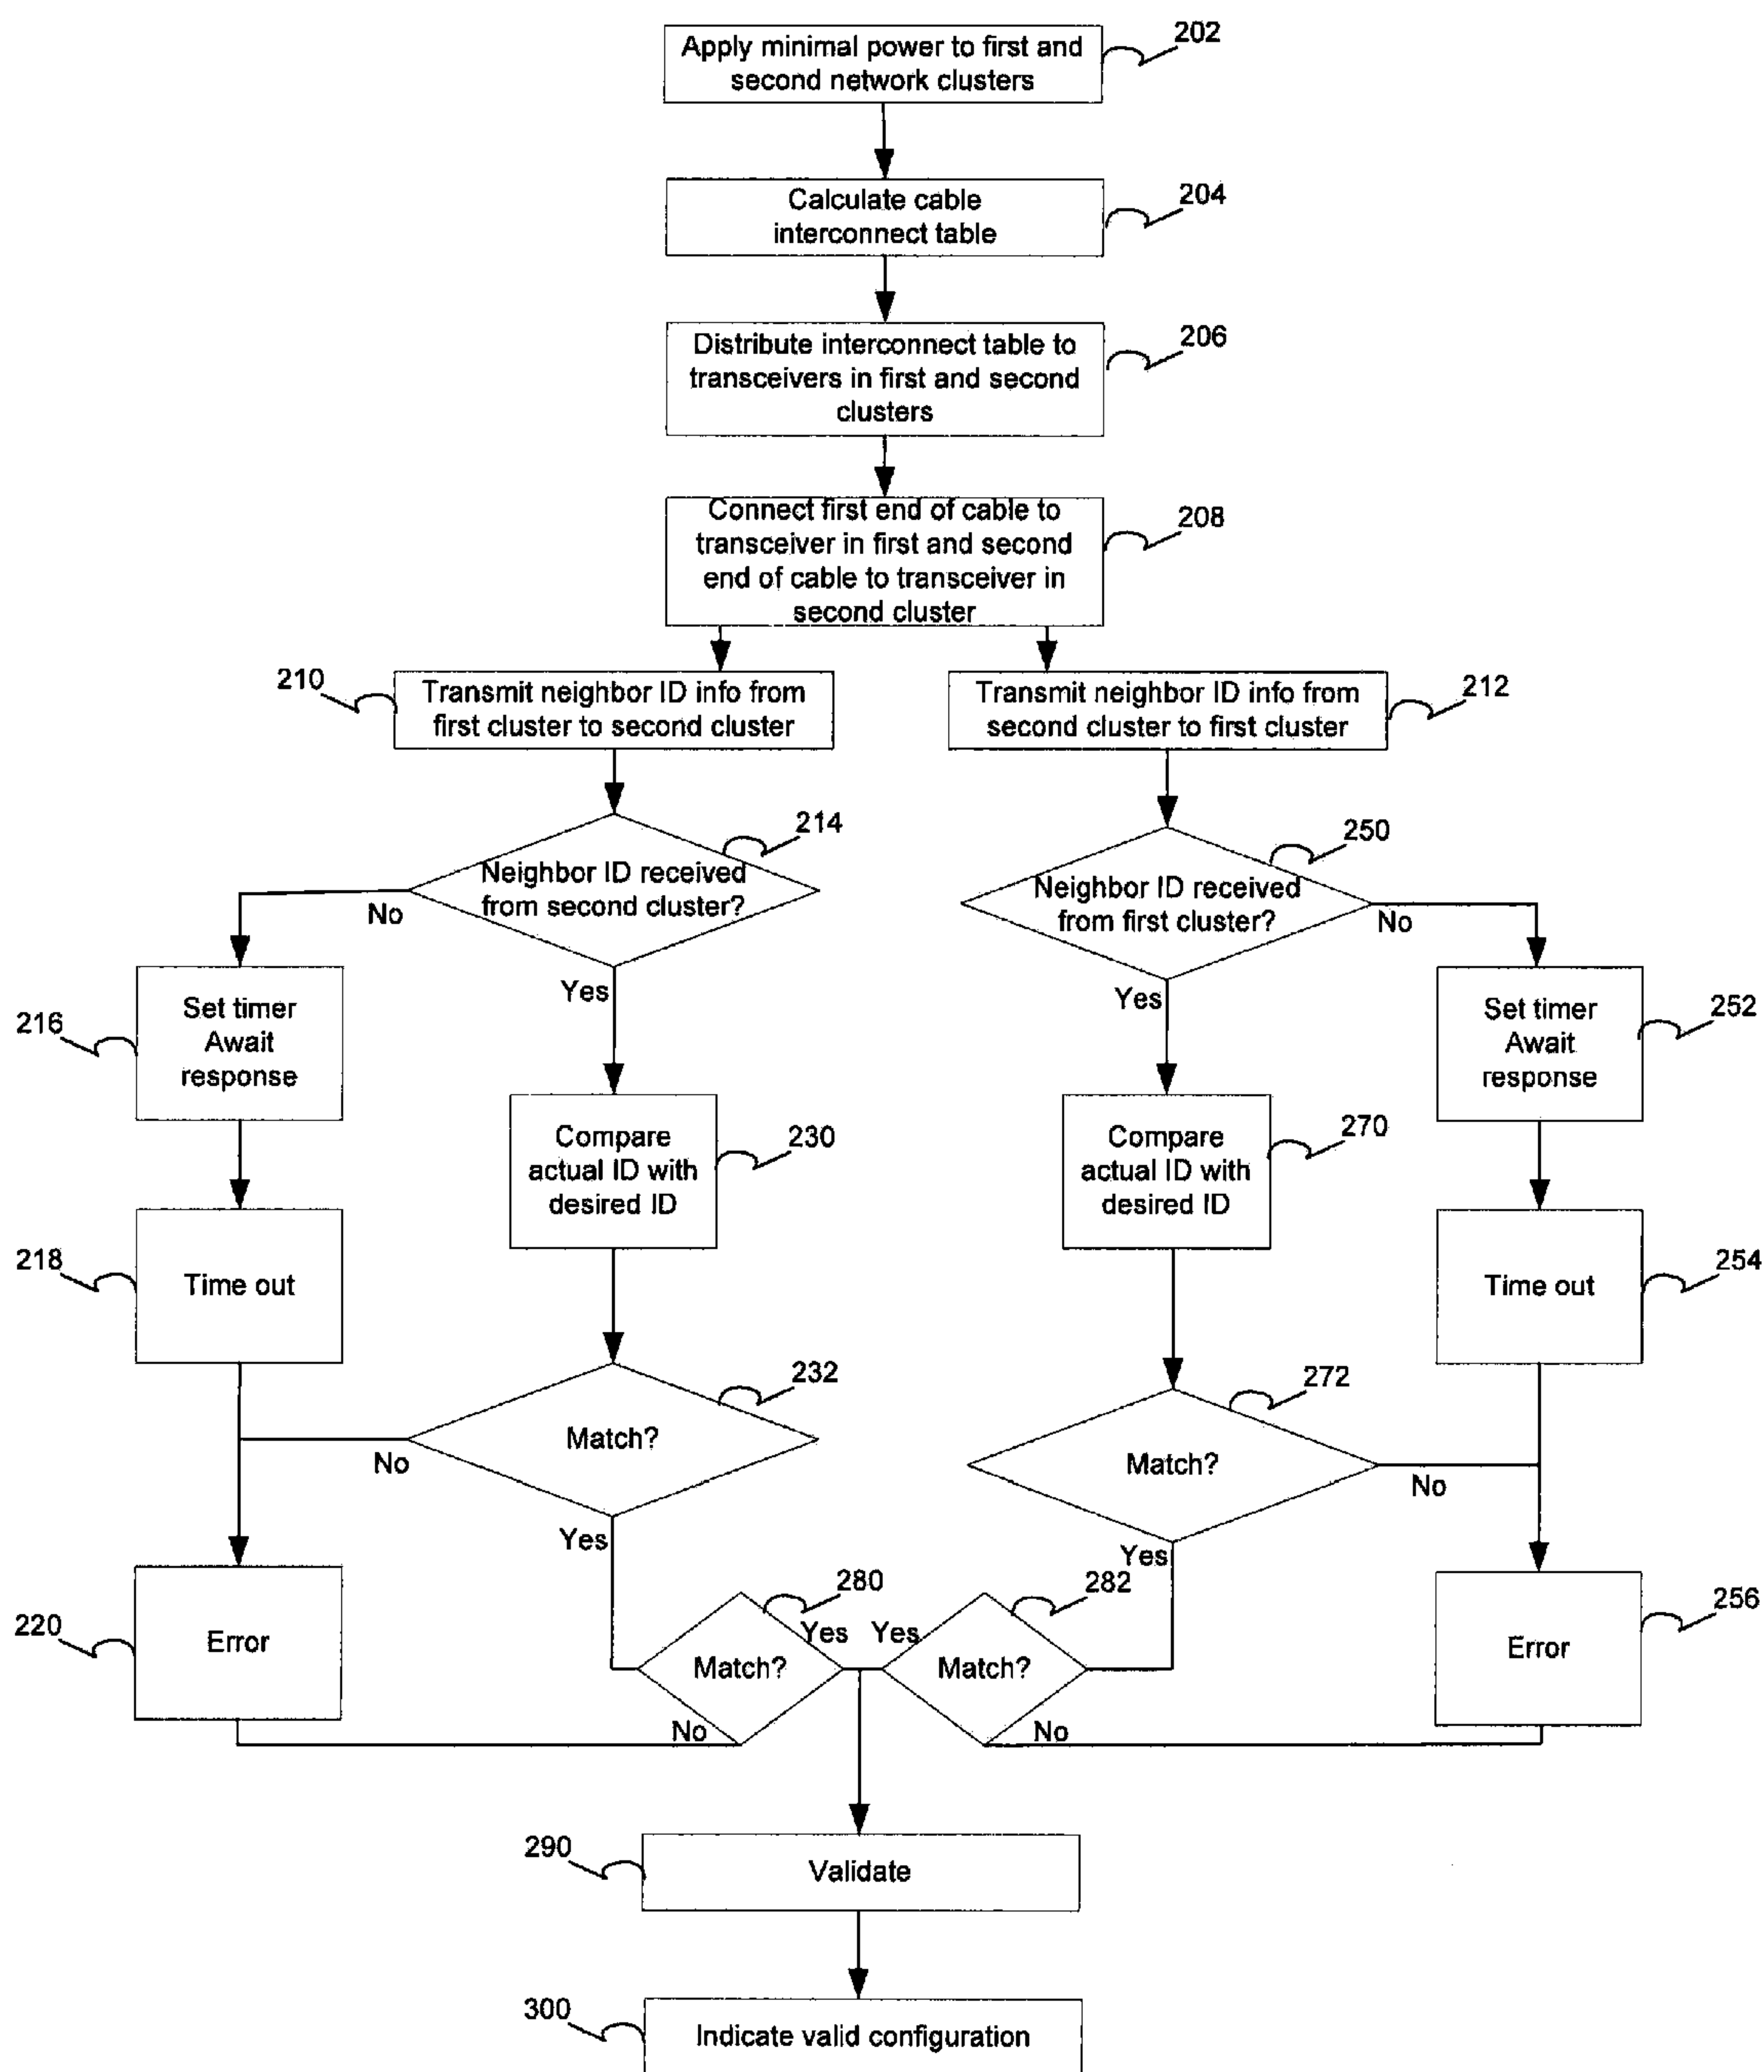 202
Apply minimal power to first and
second network clusters
204
Calculate cable
interconnect table
206
Distribute interconnect table to
transceivers in first and second
clusters
208
Connect first end of cable to
transceiver in first and second
end of cable to transceiver in
second cluster
210
Transmit neighbor ID info from
first cluster to second cluster
212
Transmit neighbor ID info from
second cluster to first cluster
214
Neighbor ID received
from second cluster?
No
Yes
250
Neighbor ID received
from first cluster?
No
Yes
216
Set timer
Await
response
230
Compare
actual ID with
desired ID
270
Compare
actual ID with
desired ID
252
Set timer
Await
response
218
Time out
254
Time out
232
Match?
No
Yes
272
Match?
No
Yes
220
Error
280
Match?
Yes
No
282
Match?
Yes
No
256
Error
290
Validate
300
Indicate valid configuration